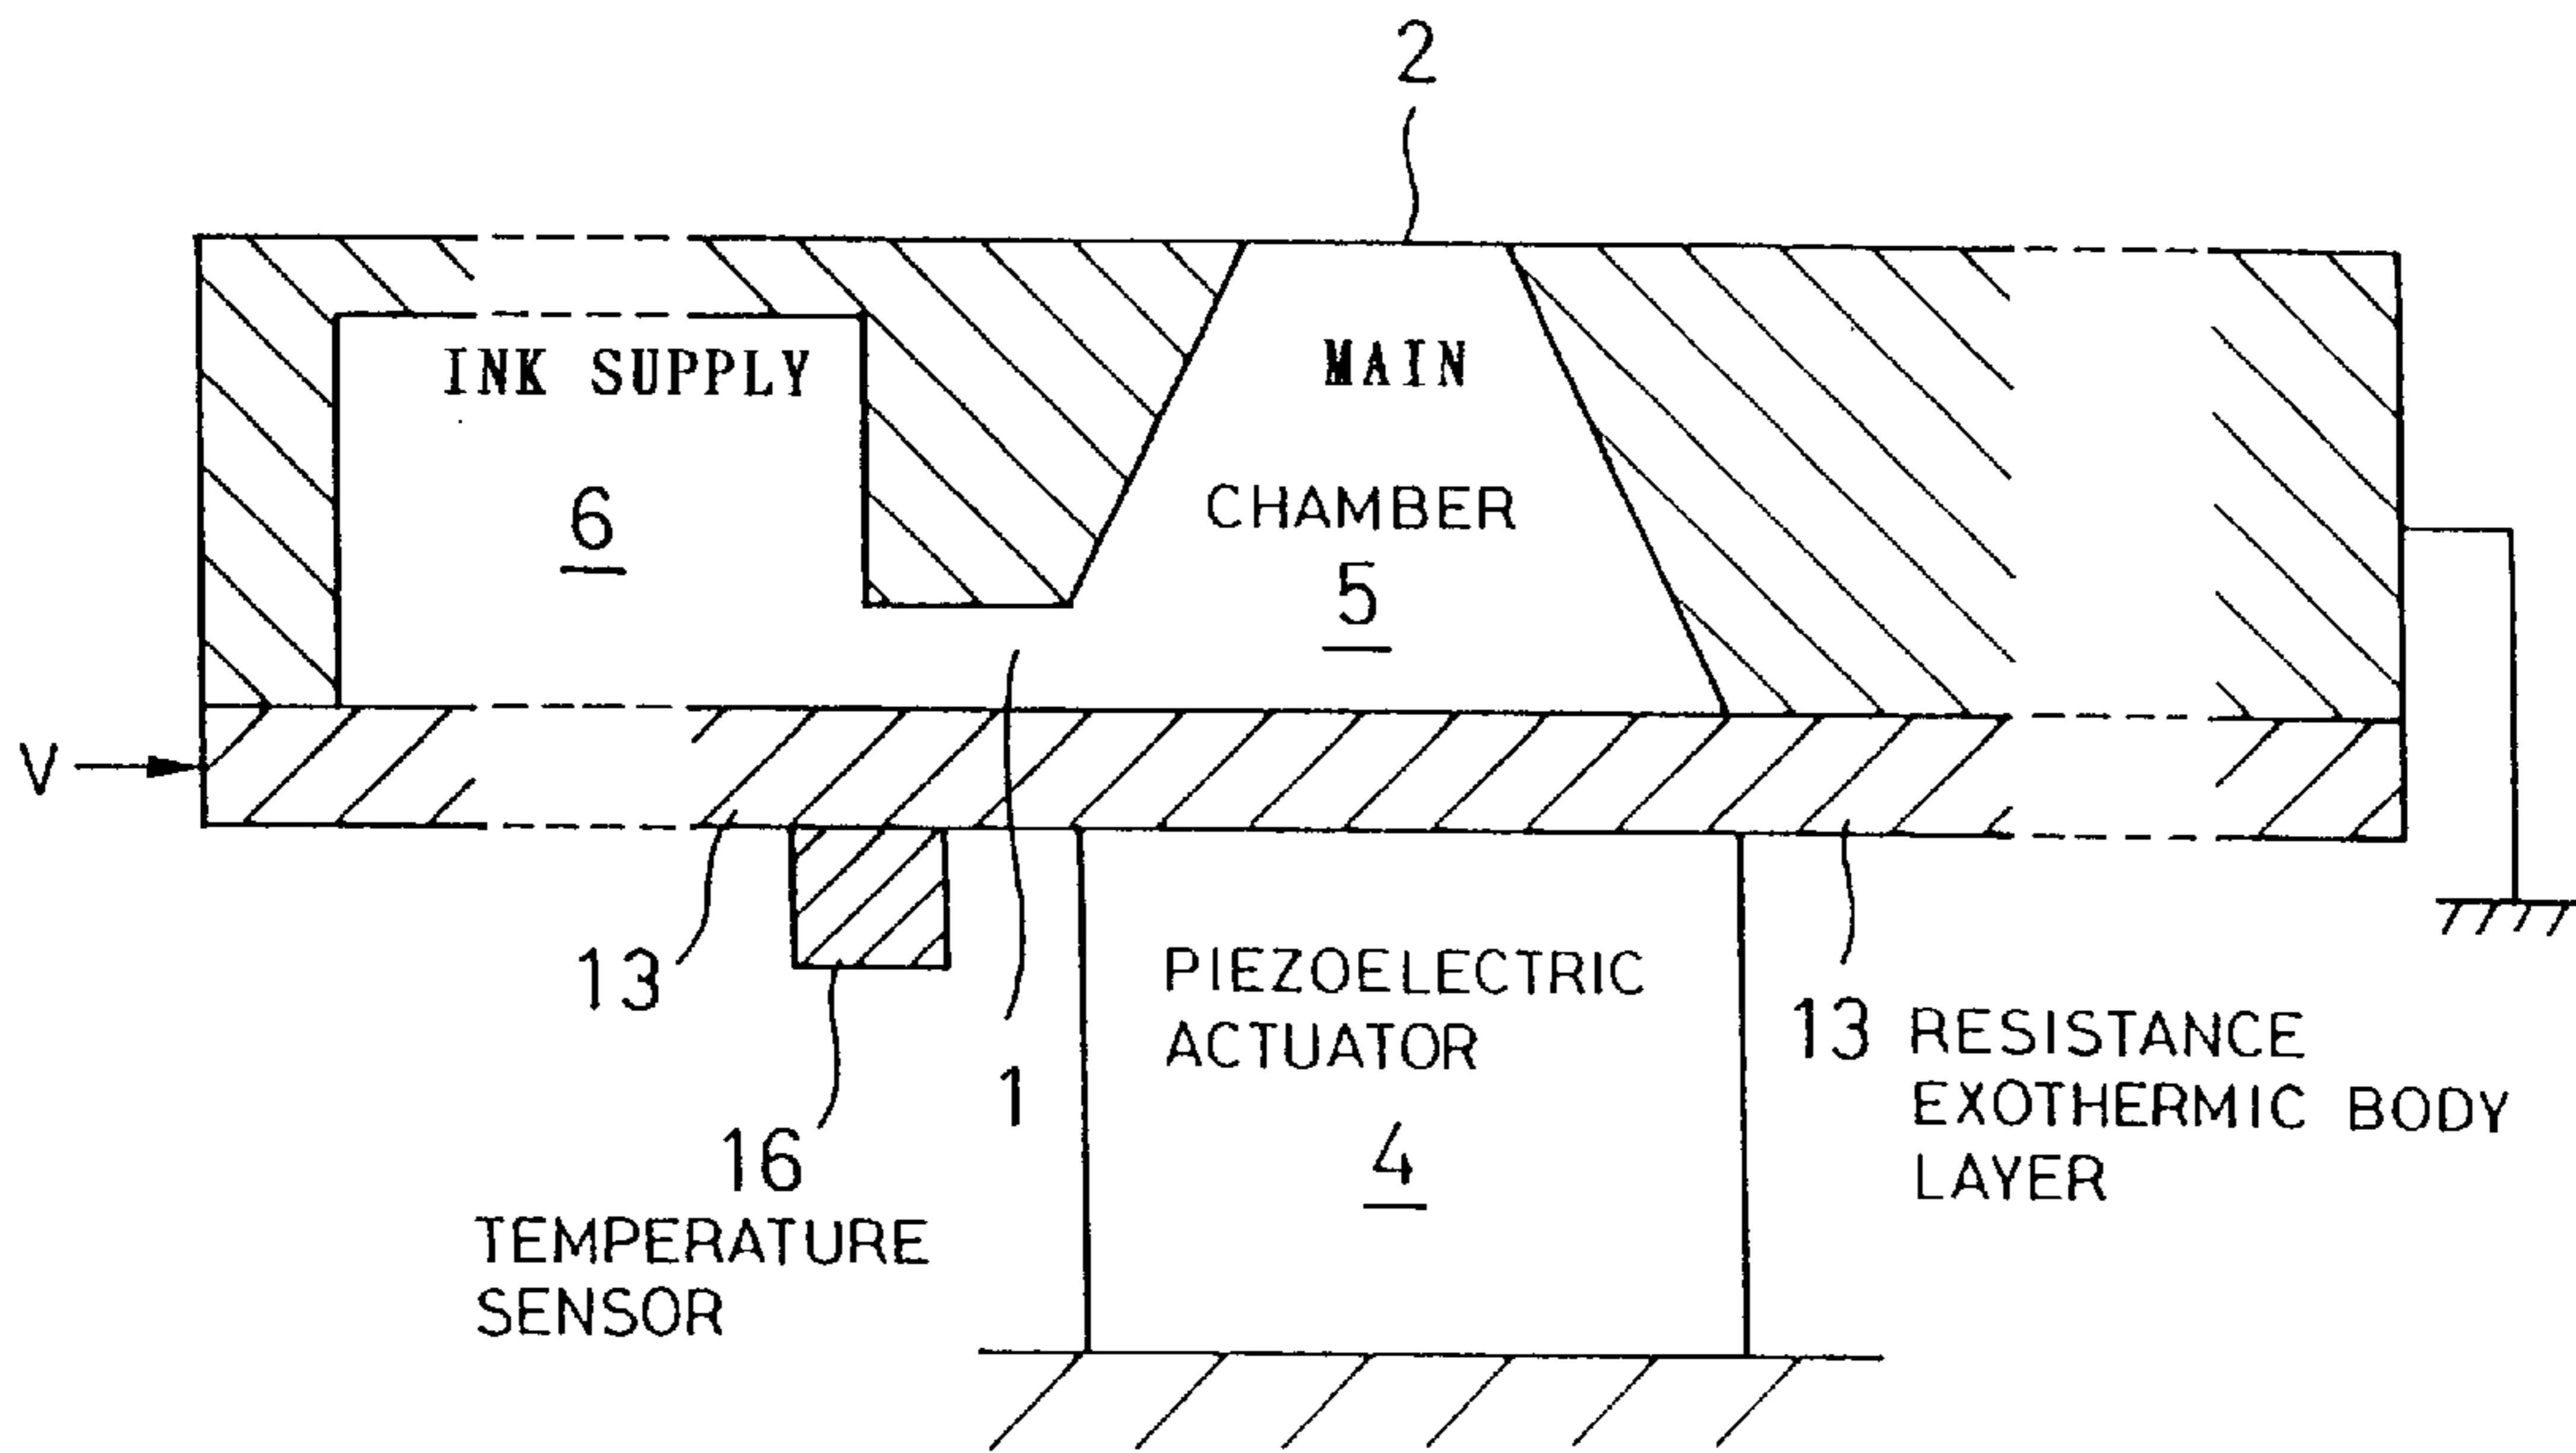 2
INK SUPPLY
MAIN
6
CHAMBER
5
V
13
PIEZOELECTRIC
ACTUATOR
13 RESISTANCE
EXOTHERMIC BODY
LAYER
1
4
16
TEMPERATURE
SENSOR